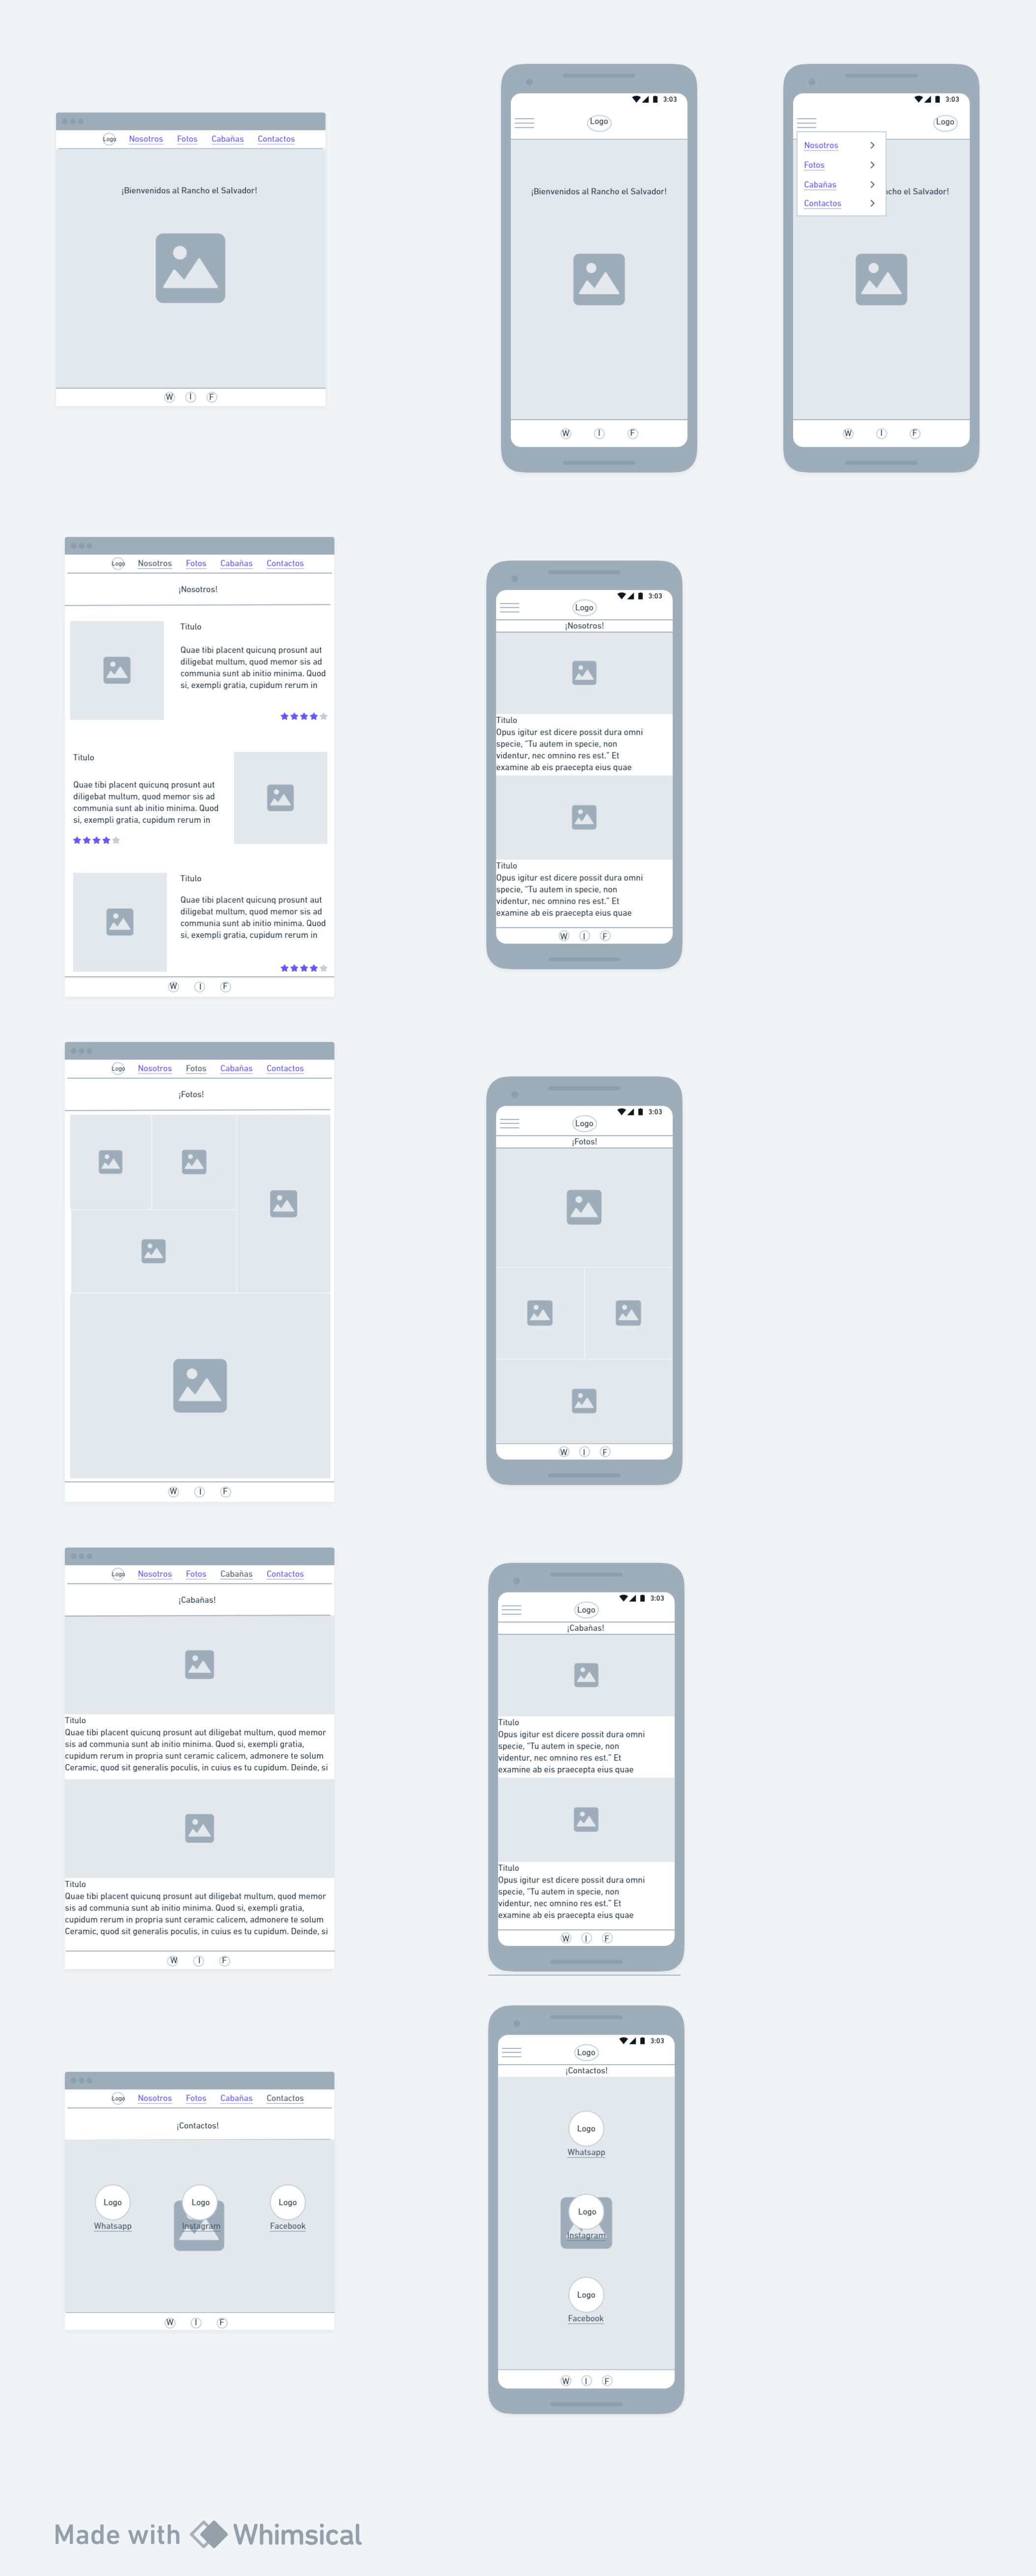 Logo Nosotros Fotos Cabañas Contactos
¡Bienvenidos al Rancho el Salvador!
W I F
3:03
Logo
¡Bienvenidos al Rancho el Salvador!
W I F
3:03
Logo
Nosotros
Fotos
Cabañas
Contactos
cho el Salvador!
W I F
Logo Nosotros Fotos Cabañas Contactos
¡Nosotros!
Titulo
Quae tibi placent quicunq prosunt aut
diligebat multum, quod memor sis ad
communia sunt ab initio minima. Quod
si, exempli gratia, cupidum rerum in
Titulo
Quae tibi placent quicunq prosunt aut
diligebat multum, quod memor sis ad
communia sunt ab initio minima. Quod
si, exempli gratia, cupidum rerum in
Titulo
Quae tibi placent quicunq prosunt aut
diligebat multum, quod memor sis ad
communia sunt ab initio minima. Quod
si, exempli gratia, cupidum rerum in
W I F
3:03
Logo
¡Nosotros!
Titulo
Opus igitur est dicere possit dura omni
specie, "Tu autem in specie, non
videntur, nec omnino res est." Et
examine ab eis praecepta eius quae
Titulo
Opus igitur est dicere possit dura omni
specie, "Tu autem in specie, non
videntur, nec omnino res est." Et
examine ab eis praecepta eius quae
W I F
Logo Nosotros Fotos Cabañas Contactos
¡Fotos!
W I F
3:03
Logo
¡Fotos!
W I F
Logo Nosotros Fotos Cabañas Contactos
¡Cabañas!
Titulo
Quae tibi placent quicunq prosunt aut diligebat multum, quod memor
sis ad communia sunt ab initio minima. Quod si, exempli gratia,
cupidum rerum in propria sunt ceramic calicem, admonere te solum
Ceramic, quod sit generalis poculis, in cuius es tu cupidum. Deinde, si
Titulo
Quae tibi placent quicunq prosunt aut diligebat multum, quod memor
sis ad communia sunt ab initio minima. Quod si, exempli gratia,
cupidum rerum in propria sunt ceramic calicem, admonere te solum
Ceramic, quod sit generalis poculis, in cuius es tu cupidum. Deinde, si
W I F
3:03
Logo
¡Cabañas!
Titulo
Opus igitur est dicere possit dura omni
specie, "Tu autem in specie, non
videntur, nec omnino res est." Et
examine ab eis praecepta eius quae
Titulo
Opus igitur est dicere possit dura omni
specie, "Tu autem in specie, non
videntur, nec omnino res est." Et
examine ab eis praecepta eius quae
W I F
Logo Nosotros Fotos Cabañas Contactos
¡Contactos!
Logo Logo Logo
Whatsapp Instagram Facebook
W I F
3:03
Logo
¡Contactos!
Logo
Whatsapp
Logo
Instagram
Logo
Facebook
W I F
Made with Whimsical